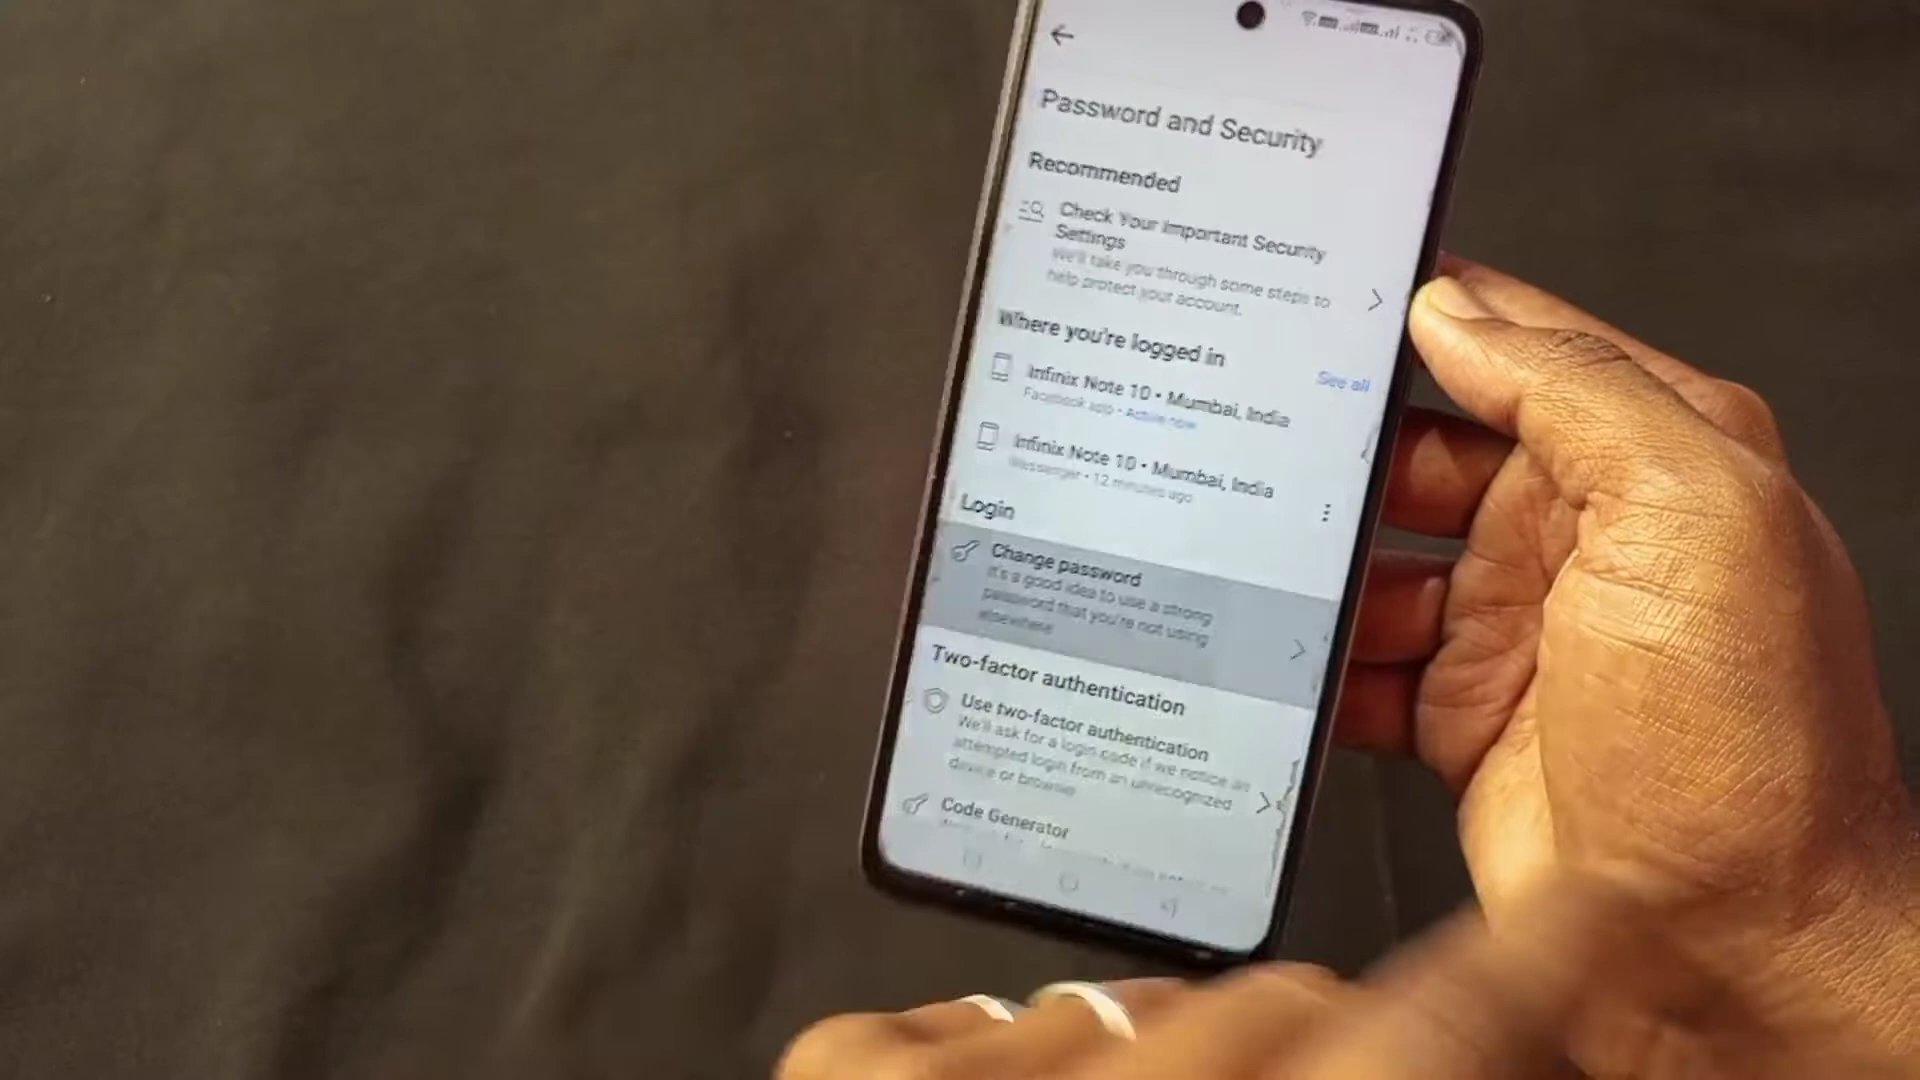 Password and Security
Recommended
Check Your Important Security
Settings
We'll take you through some steps to
help protect your account.
Where you're logged in
See all
Infinix Note 10 • Mumbai, India
Facebook app • Active now
Infinix Note 10 • Mumbai, India
Messenger • 12 minutes ago
Login
Change password
It's a good idea to use a strong
password that you're not using
elsewhere
Two-factor authentication
Use two-factor authentication
We'll ask for a login code if we notice an
attempted login from an unrecognized
device or browser
Code Generator